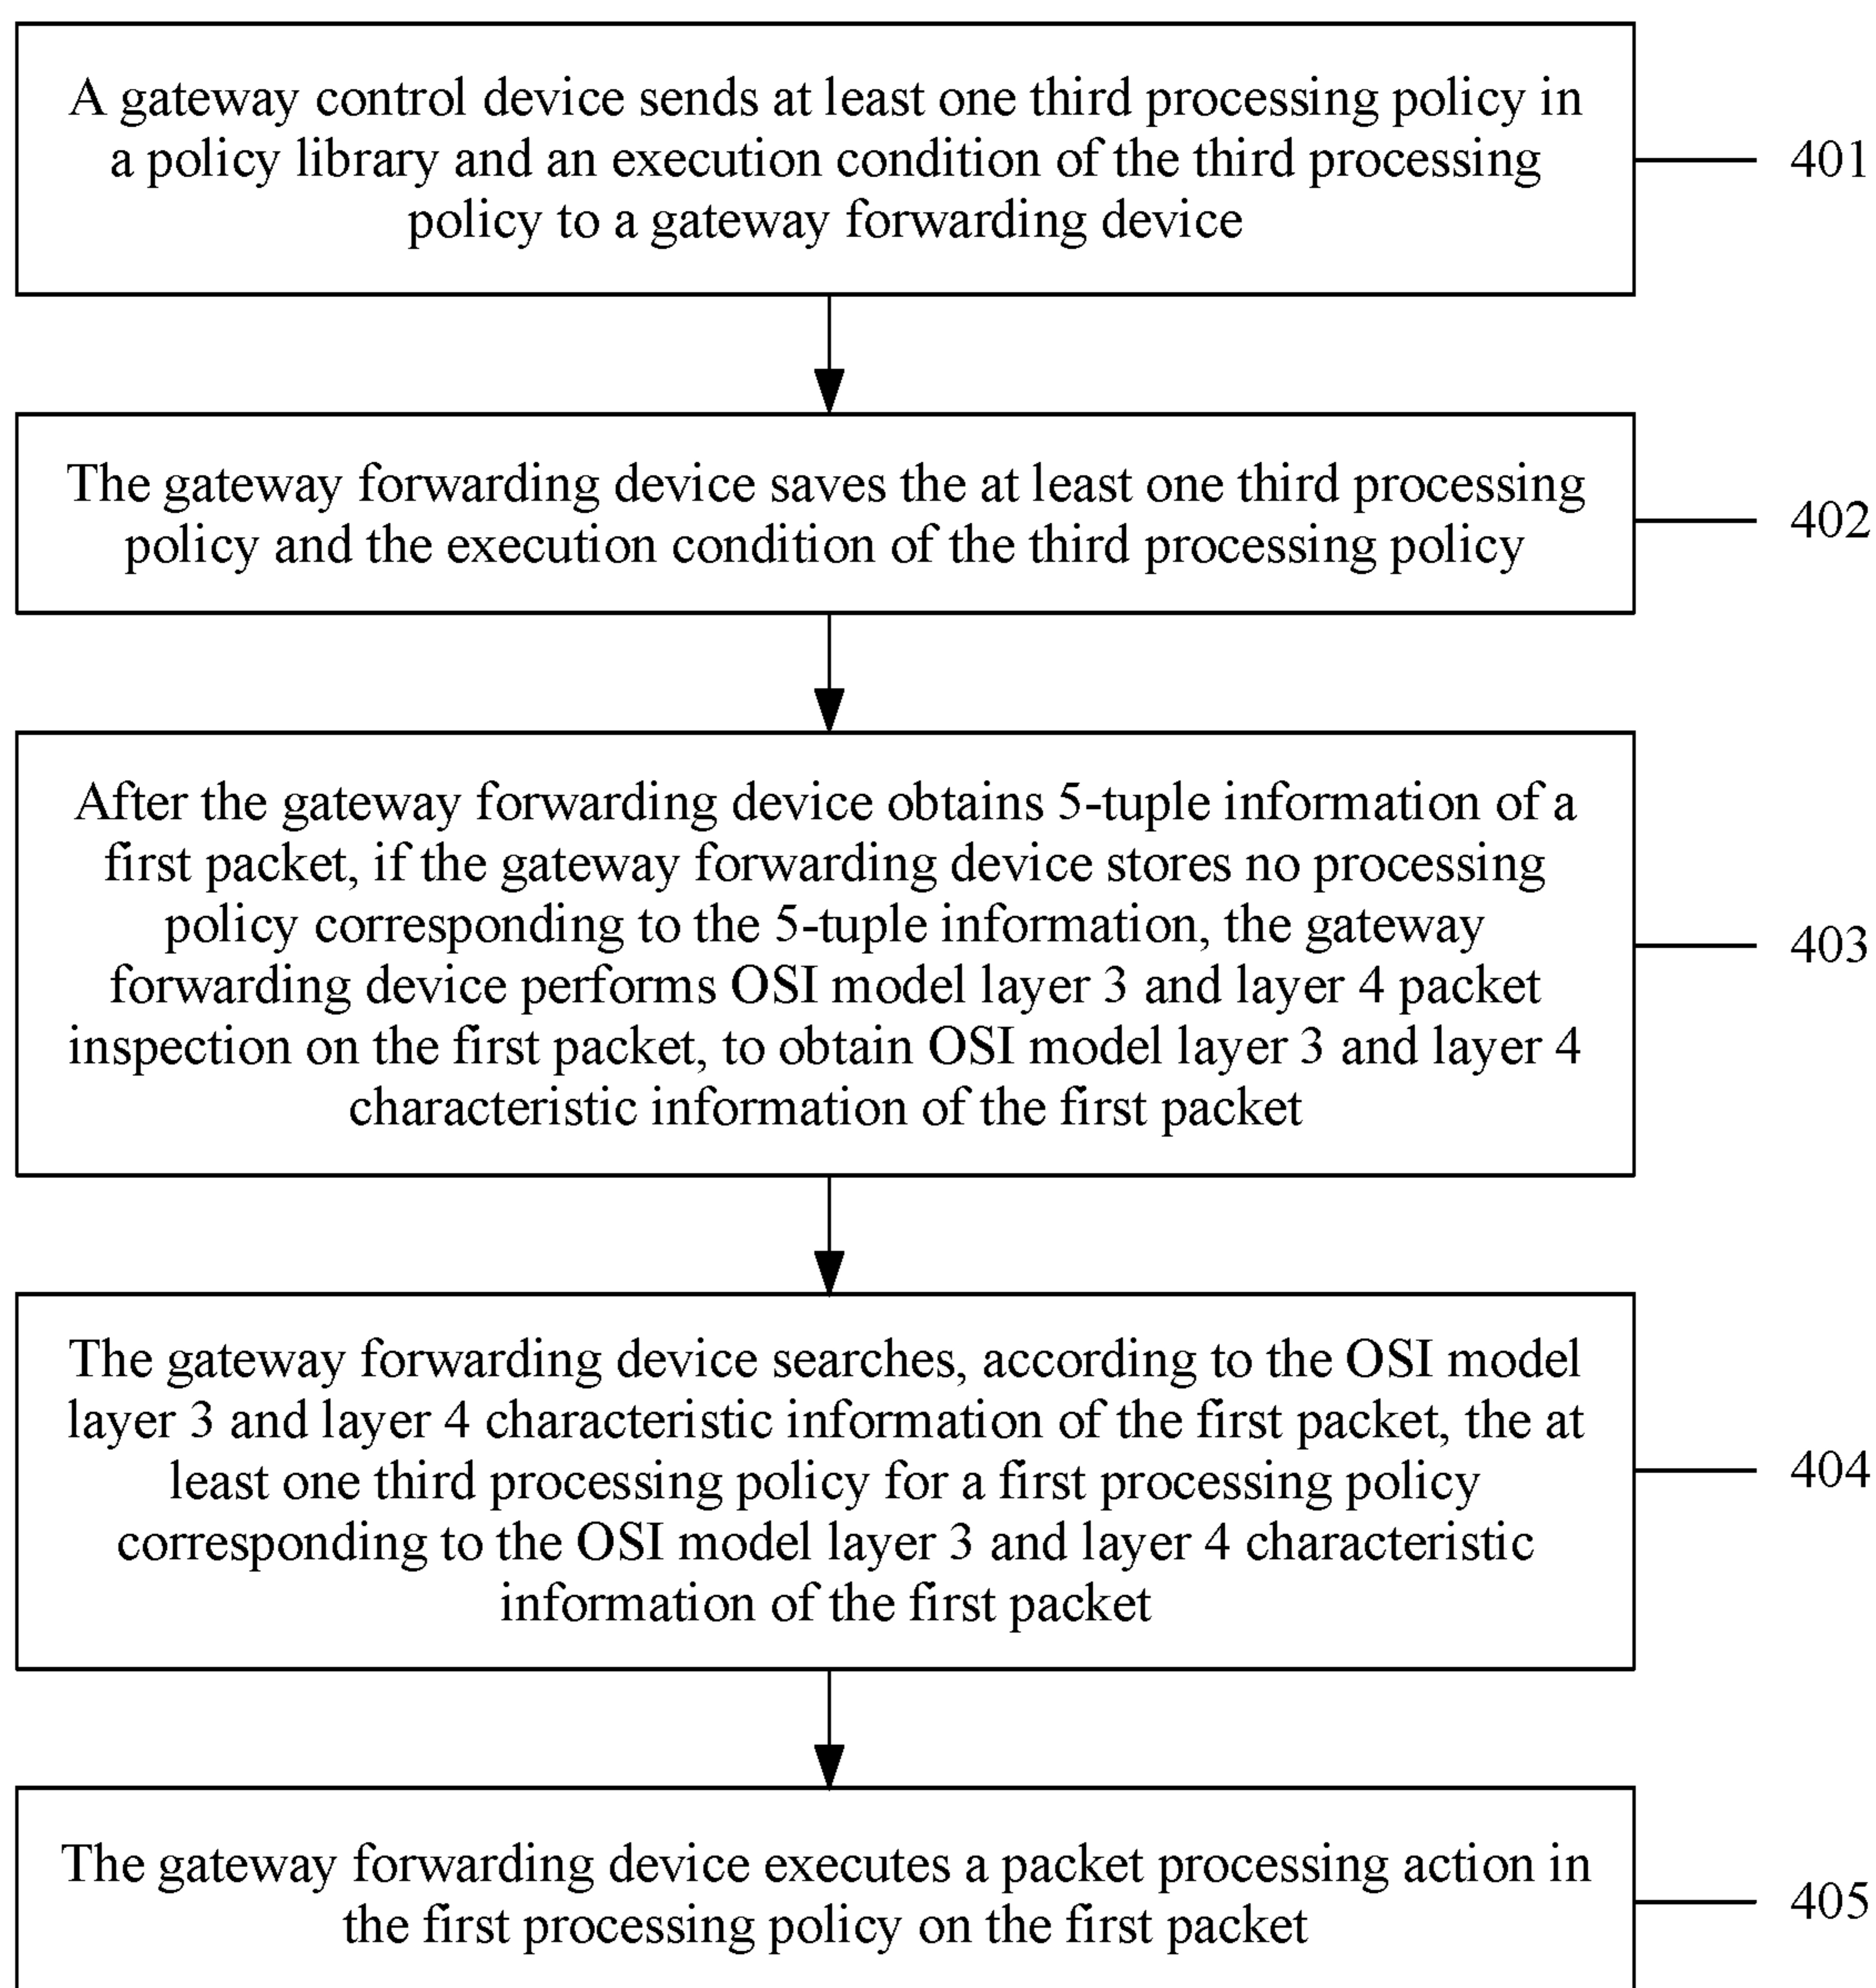 A gateway control device sends at least one third processing policy in
a policy library and an execution condition of the third processing
policy to a gateway forwarding device
401
The gateway forwarding device saves the at least one third processing
policy and the execution condition of the third processing policy
402
After the gateway forwarding device obtains 5-tuple information of a
first packet, if the gateway forwarding device stores no processing
policy corresponding to the 5-tuple information, the gateway
forwarding device performs OSI model layer 3 and layer 4 packet
inspection on the first packet, to obtain OSI model layer 3 and layer 4
characteristic information of the first packet
403
The gateway forwarding device searches, according to the OSI model
layer 3 and layer 4 characteristic information of the first packet, the at
least one third processing policy for a first processing policy
corresponding to the OSI model layer 3 and layer 4 characteristic
information of the first packet
404
The gateway forwarding device executes a packet processing action in
the first processing policy on the first packet
405